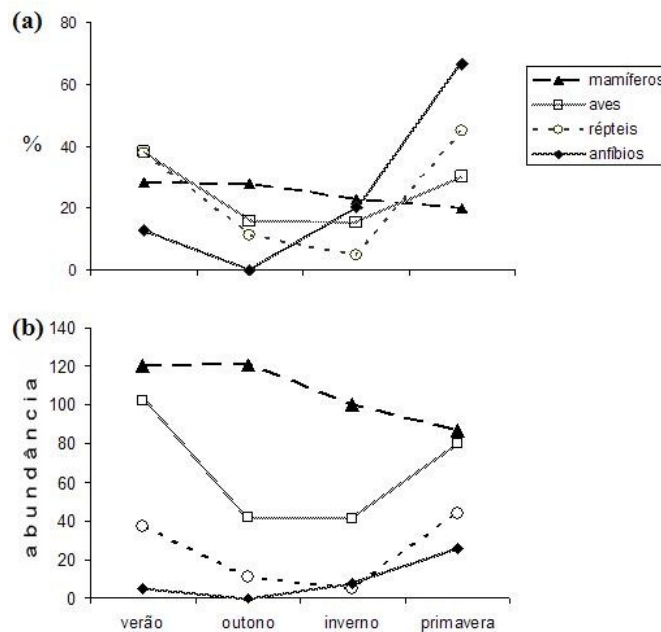 (a)
80
60
%
40
20
0
mamíferos
aves
répteis
anfíbios
(b)
140
120
100
80
60
40
20
0
abundância
verão outono inverno primavera